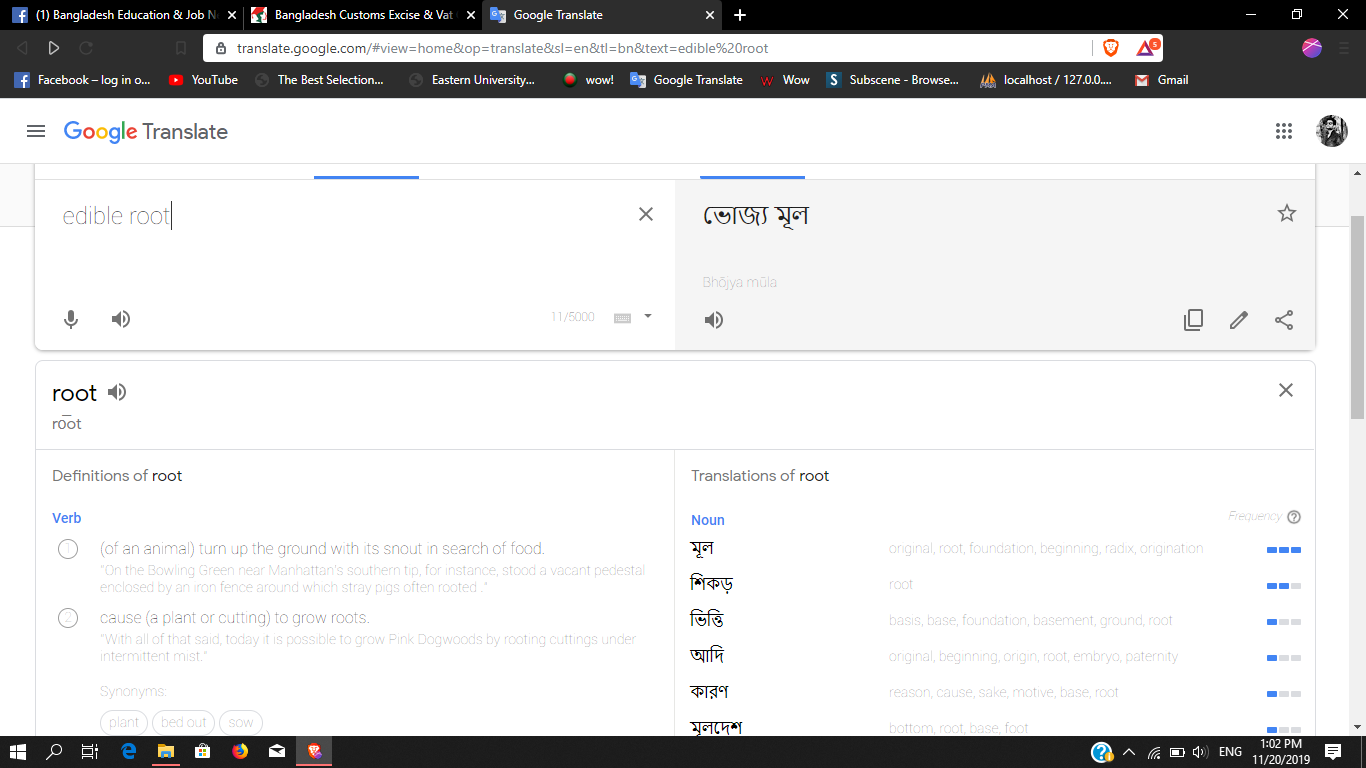 (1) Bangladesh Education & Job N
Bangladesh Customs Excise & Vat
Google Translate
translate.google.com/#view=home&op=translate&sl=en&tl=bn&text=edible%20root
5
Facebook – log in o...
YouTube
The Best Selection...
Eastern University...
wow!
Google Translate
Wow
Subscene - Browse...
localhost / 127.0.0....
Gmail
Google Translate
edible root
ভোজ্য মূল
Bhōjya mūla
11/5000
root
ro͞ot
Definitions of root
Translations of root
Verb
Noun
Frequency
1 (of an animal) turn up the ground with its snout in search of food.
"On the Bowling Green near Manhattan's southern tip, for instance, stood a vacant pedestal
enclosed by an iron fence around which stray pigs often rooted ."
2 cause (a plant or cutting) to grow roots.
"With all of that said, today it is possible to grow Pink Dogwoods by rooting cuttings under
intermittent mist."
Synonyms:
plant
bed out
sow
মূল original, root, foundation, beginning, radix, origination
শিকড় root
ভিত্তি basis, base, foundation, basement, ground, root
আদি original, beginning, origin, root, embryo, paternity
কারণ reason, cause, sake, motive, base, root
মূলদেশ bottom, root, base, foot
ENG
1:02 PM
11/20/2019